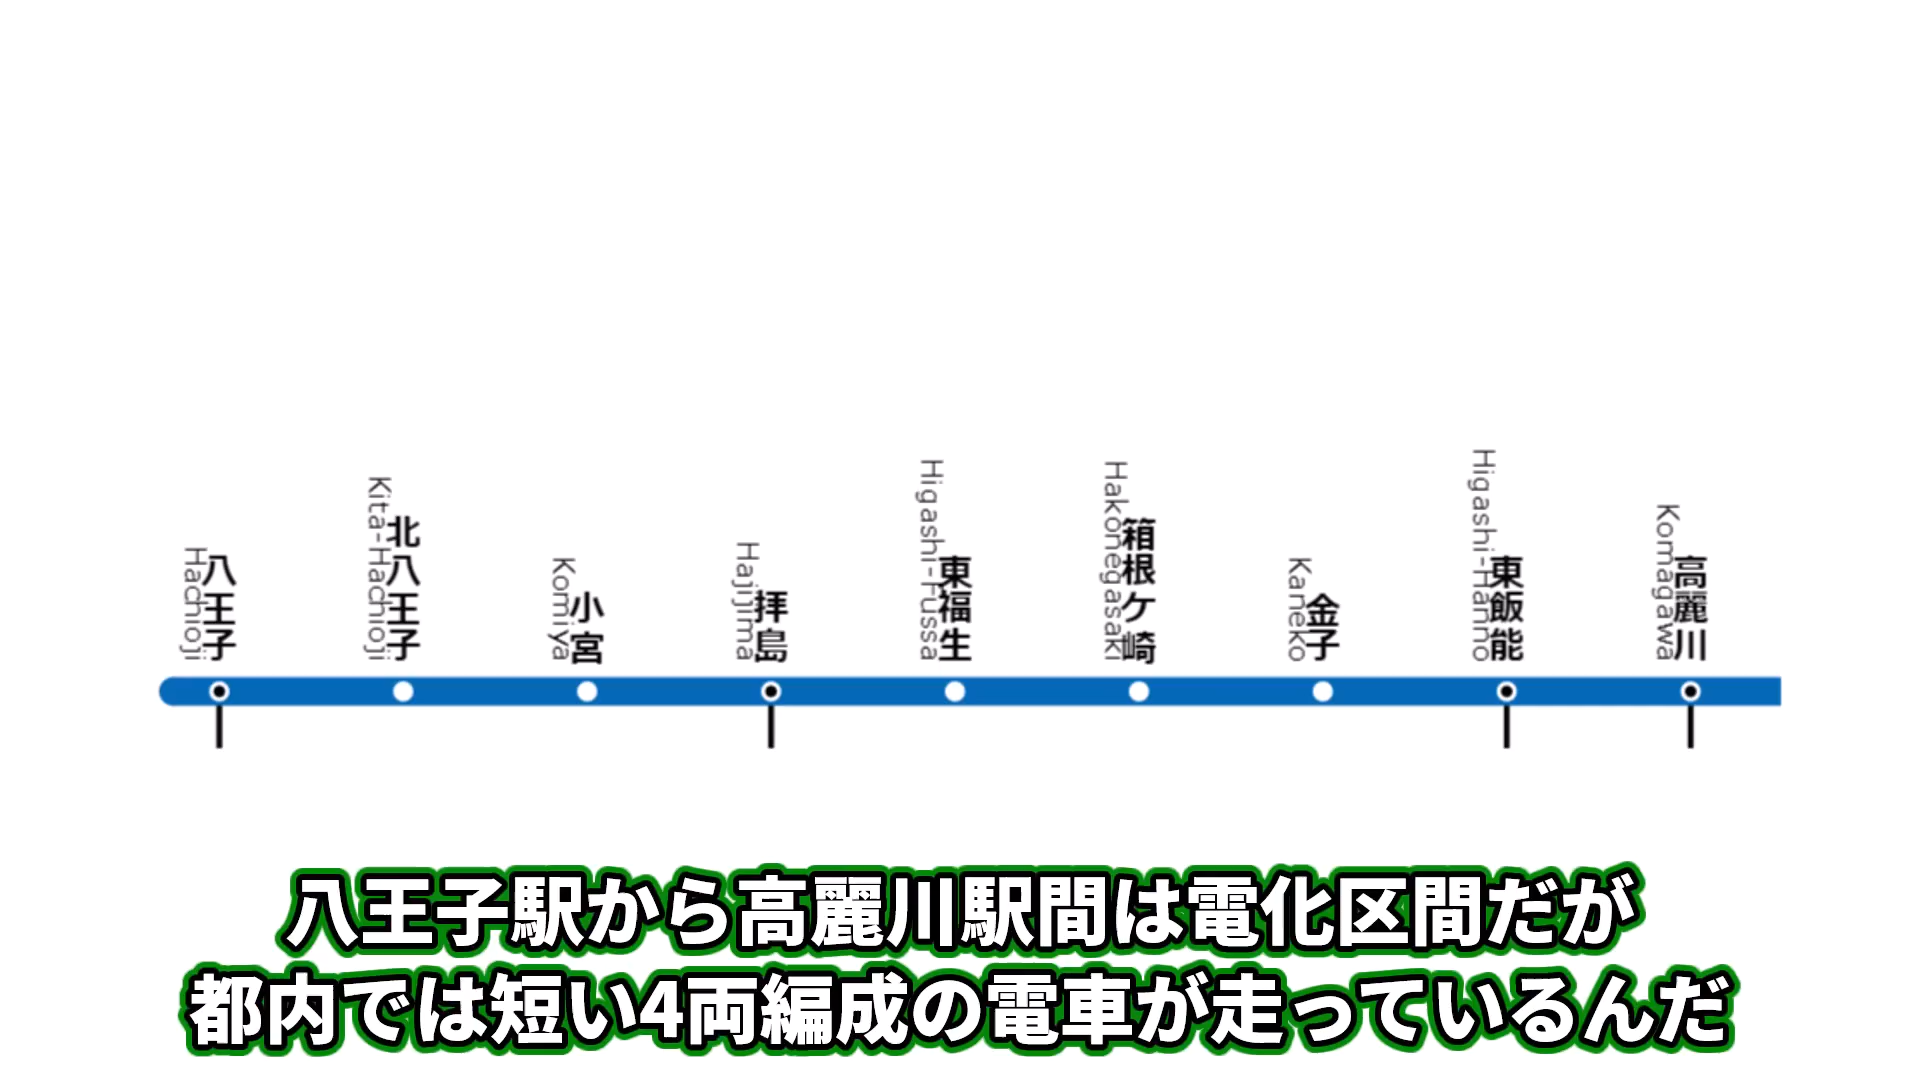 八王子
Hachioji
北八王子
Kita-Hachioji
小宮
Komiya
拝島
Hajijima
東福生
Higashi-Fussa
箱根ケ崎
Hakonegasaki
金子
Kaneko
東飯能
Higashi-Hanno
高麗川
Komagawa
八王子駅から高麗川駅間は電化区間だが
都内では短い4両編成の電車が走っているんだ